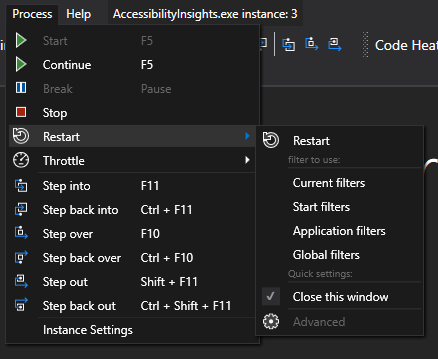 Process Help AccessibilityInsights.exe instance: 3
Start F5
Code Heat
Continue F5
Break Pause
Stop
Restart
Throttle
Step into F11
Step back into Ctrl + F11
Step over F10
Step back over Ctrl + F10
Step out Shift + F11
Step back out Ctrl + Shift + F11
Instance Settings
Restart
filter to use:
Current filters
Start filters
Application filters
Global filters
Quick settings:
Close this window
Advanced